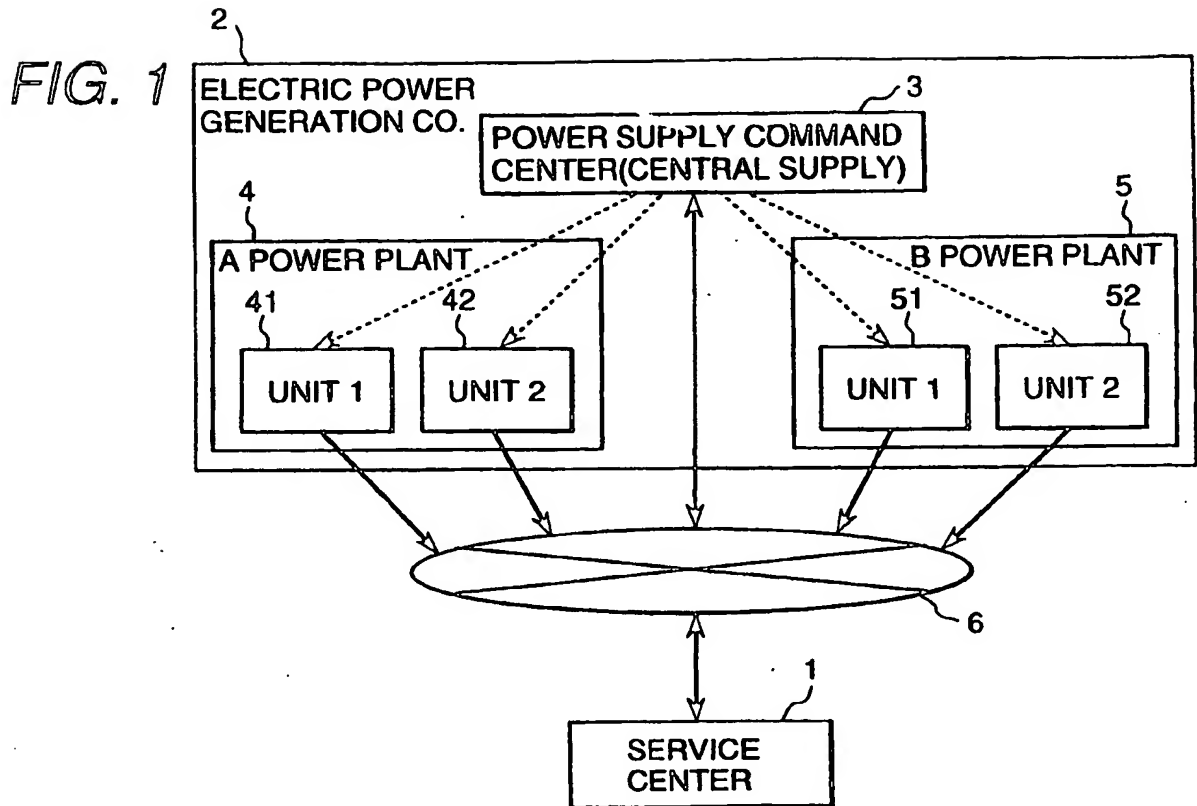 2
FIG. 1
ELECTRIC POWER
GENERATION CO.
3
POWER SUPPLY COMMAND
CENTER(CENTRAL SUPPLY)
4
A POWER PLANT
41
42
UNIT 1
UNIT 2
5
B POWER PLANT
51
52
UNIT 1
UNIT 2
6
1
SERVICE
CENTER